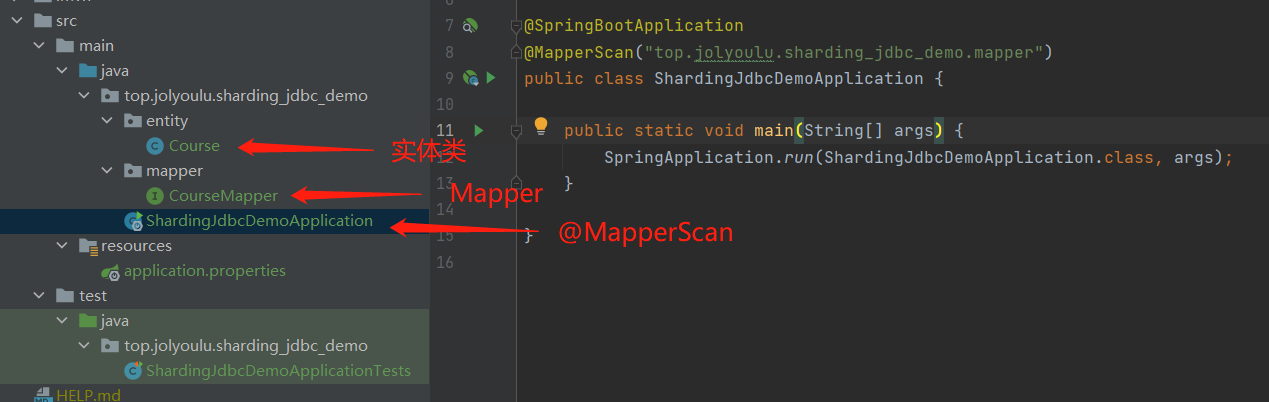 src
main
java
top.jolyoulu.sharding_jdbc_demo
entity
Course
实体类
mapper
CourseMapper
Mapper
ShardingJdbcDemoApplication
@MapperScan
resources
application.properties
test
java
top.jolyoulu.sharding_jdbc_demo
ShardingJdbcDemoApplicationTests
HELP.md
7 @SpringBootApplication
8 @MapperScan("top.jolyoulu.sharding_jdbc_demo.mapper")
9 public class ShardingJdbcDemoApplication {
10
11 public static void main(String[] args) {
12 SpringApplication.run(ShardingJdbcDemoApplication.class, args);
13 }
14
15 }
16